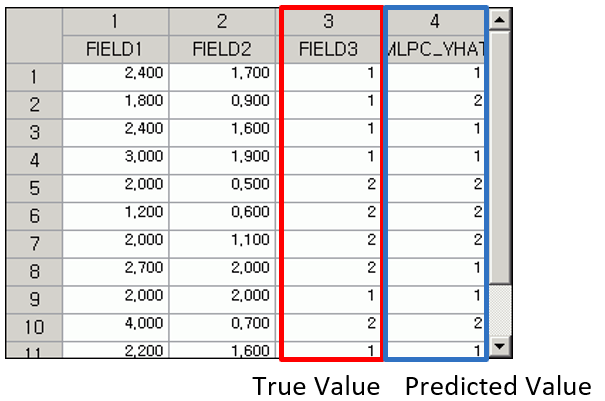 1 2 3 4
FIELD1 FIELD2 FIELD3 MLPC_YHAT
1 2,400 1,700 1 1
2 1,800 0,900 1 2
3 2,400 1,600 1 1
4 3,000 1,900 1 1
5 2,000 0,500 2 2
6 1,200 0,600 2 2
7 2,000 1,100 2 2
8 2,700 2,000 2 1
9 2,000 2,000 1 1
10 4,000 0,700 2 2
11 2,200 1,600 1 1
True Value Predicted Value